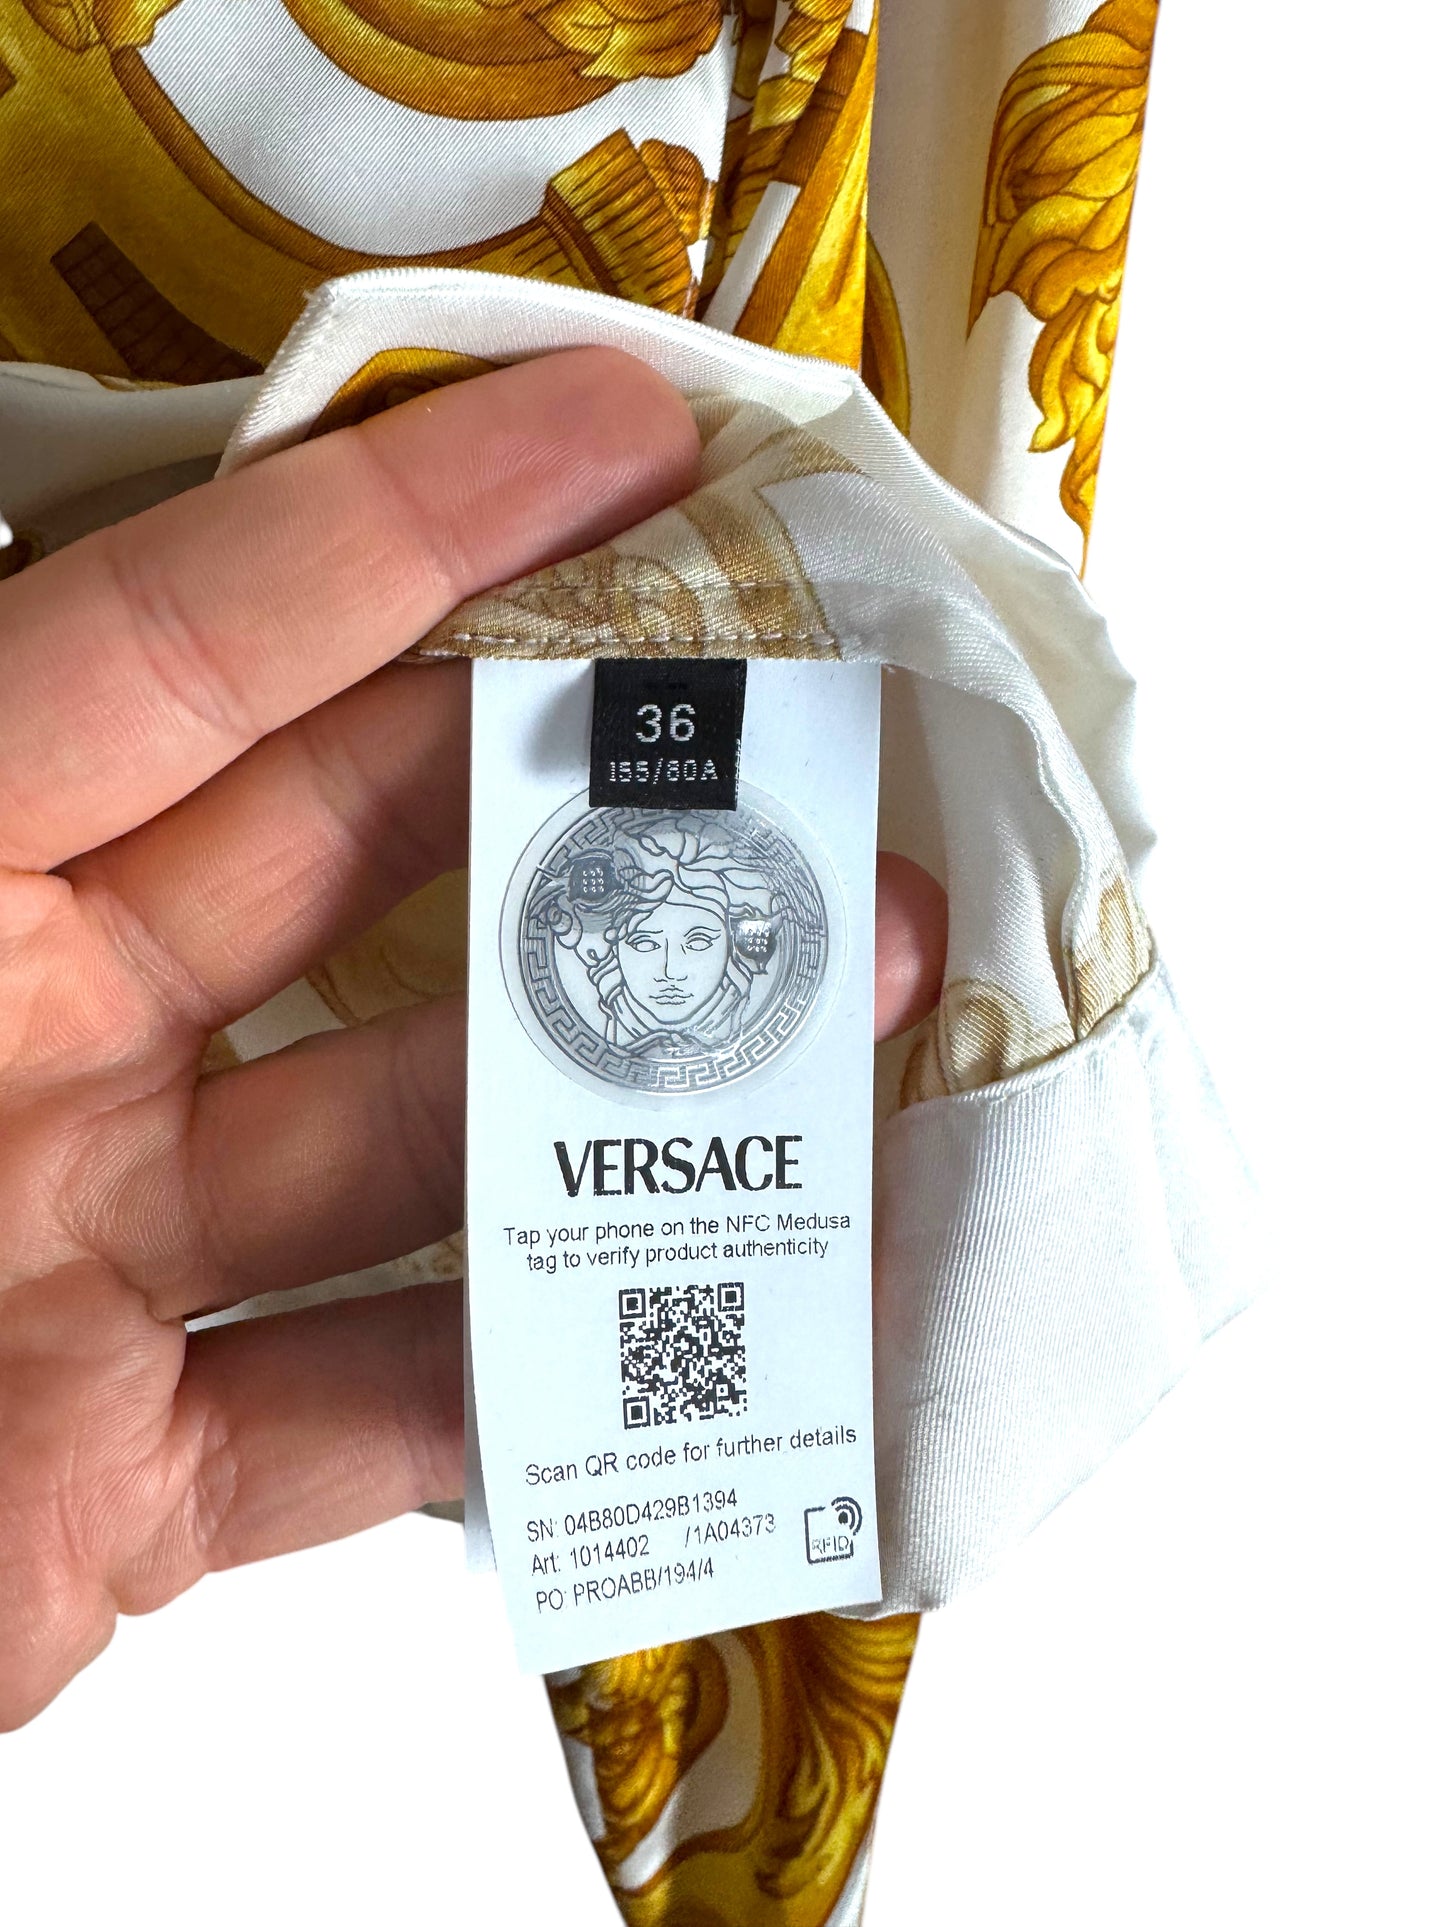 36
155/80A
VERSACE
Tap your phone on the NFC Medusa
tag to verify product authenticity
Scan QR code for further details
SN: 04B80D429B1394
Art: 1014402 /1A04373
PO: PROABB/194/4
RFID